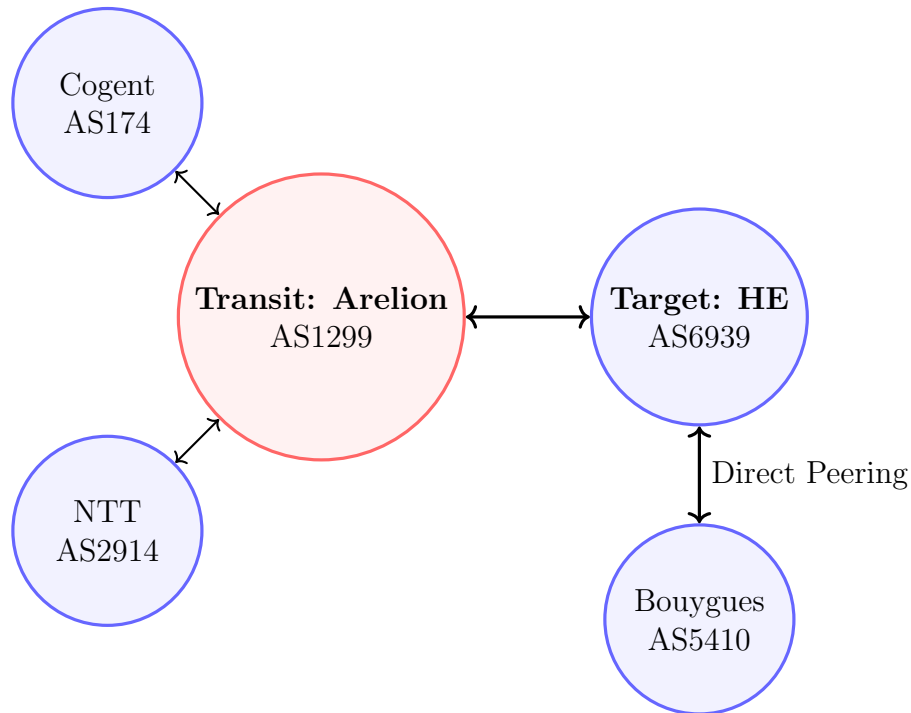 Cogent
AS174
Transit: Arelion
AS1299
Target: HE
AS6939
Direct Peering
NTT
AS2914
Bouygues
AS5410